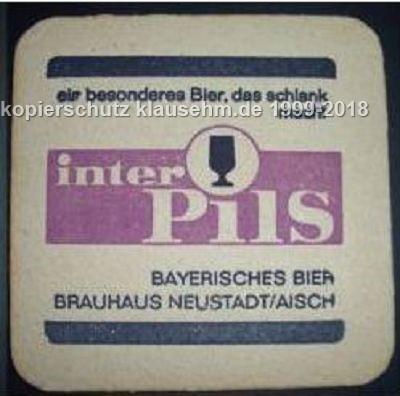 ein besonderes Bier, das schlank
kopierschutz klausehm.de 1999-2018
inter
Pils
BAYERISCHES BIER
BRAUHAUS NEUSTADT/AISCH